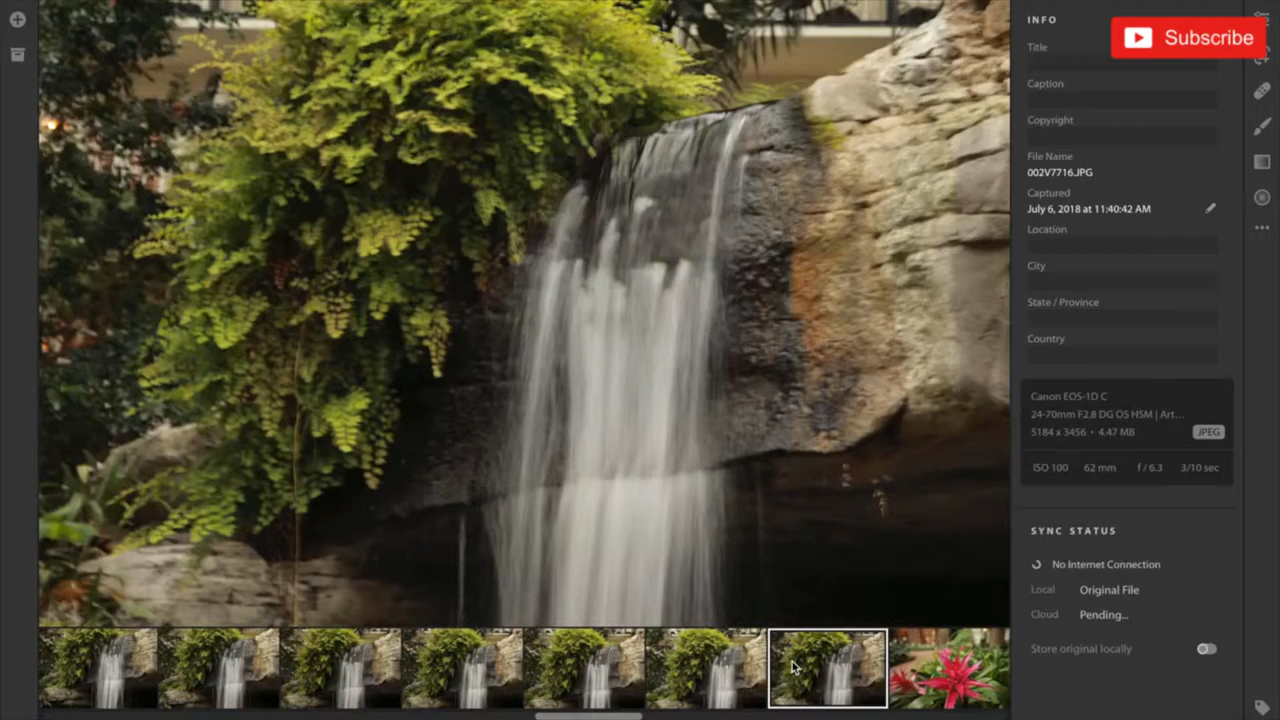 INFO
Subscribe
Title
Caption
Copyright
File Name
002V7716.JPG
Captured
July 6, 2018 at 11:40:42 AM
Location
City
State / Province
Country
Canon EOS-1D C
24-70mm F2.8 DG OS HSM | Art...
5184 x 3456 • 4.47 MB JPEG
ISO 100 62 mm f / 6.3 3/10 sec
SYNC STATUS
No Internet Connection
Local Original File
Cloud Pending...
Store original locally